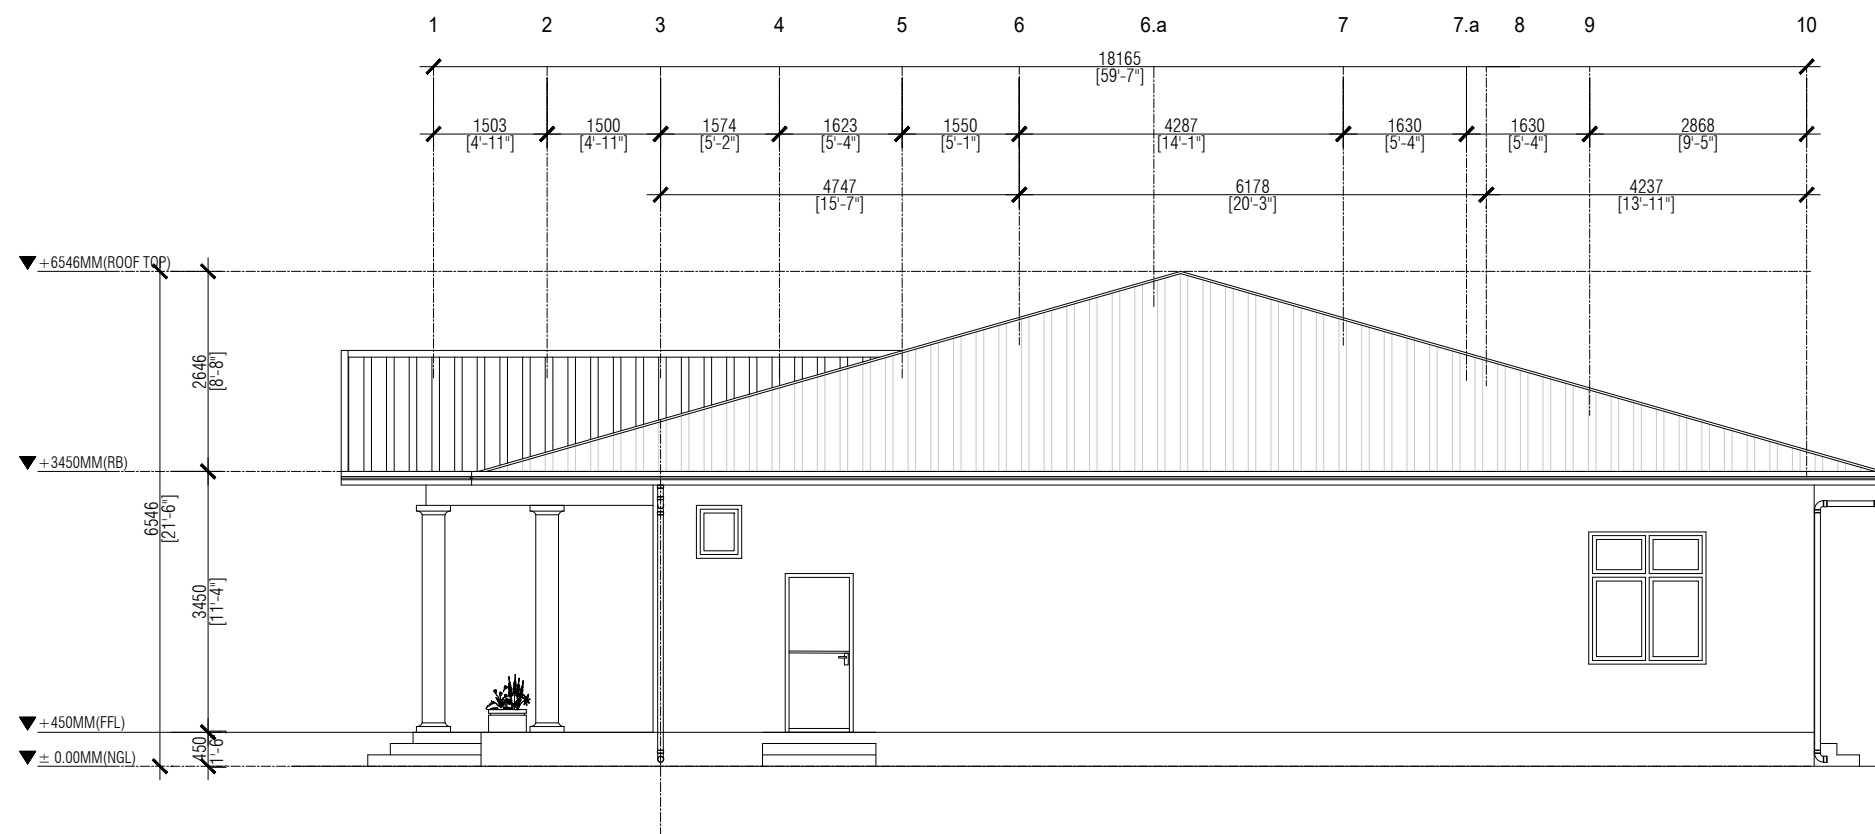 1 2 3 4 5 6 6.a 7 7.a 8 9 10
18165
[59'-7"]
1503 1500 1574 1623 1550 4287 1630 1630 2868
[4'-11"] [4'-11"] [5'-2"] [5'-4"] [5'-1"] [14'-1"] [5'-4"] [5'-4"] [9'-5"]
4747 6178 4237
[15'-7"] [20'-3"] [13'-11"]
+6546MM(ROOF TOP)
2646
[8'-8"]
+3450MM(RB)
6546
[21'-6"]
3450
[11'-4"]
+450MM(FFL)
450
[1'-6"]
± 0.00MM(NGL)